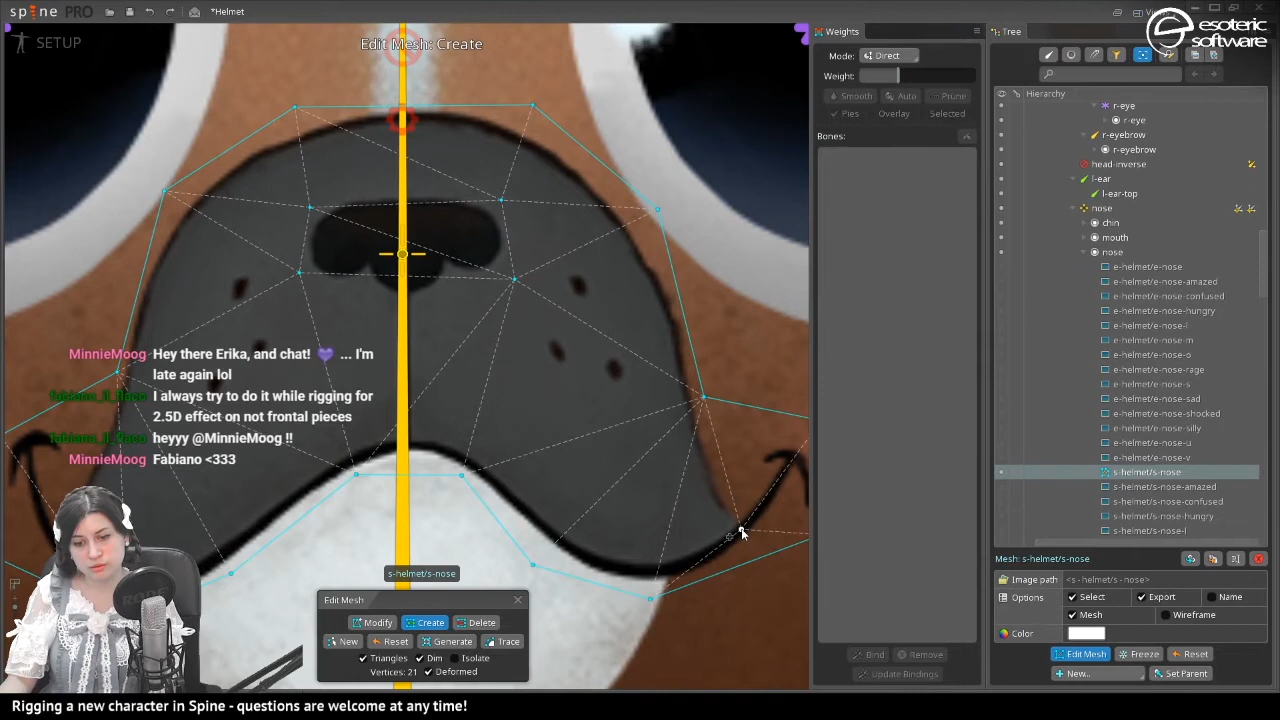 spine PRO
*Helmet
Views
SETUP
Edit Mesh: Create
Weights
Mode: Direct
Weight:
Smooth Auto Prune
Pies Overlay Selected
Bones:
Bind Remove
Update Bindings
Tree
esoteric
software
Hierarchy
r-eye
r-eye
r-eyebrow
r-eyebrow
head-inverse
l-ear
l-ear-top
nose
chin
mouth
nose
e-helmet/e-nose
e-helmet/e-nose-amazed
e-helmet/e-nose-confused
e-helmet/e-nose-hungry
e-helmet/e-nose-l
e-helmet/e-nose-m
e-helmet/e-nose-o
e-helmet/e-nose-rage
e-helmet/e-nose-s
e-helmet/e-nose-sad
e-helmet/e-nose-shocked
e-helmet/e-nose-silly
e-helmet/e-nose-u
e-helmet/e-nose-v
s-helmet/s-nose
s-helmet/s-nose-amazed
s-helmet/s-nose-confused
s-helmet/s-nose-hungry
s-helmet/s-nose-l
Mesh: s-helmet/s-nose
Image path <s-helmet/s-nose>
Options Select Export Name
Mesh Wireframe
Color
Edit Mesh Freeze Reset
New... Set Parent
MinnieMoog Hey there Erika, and chat! 💜 ... I'm
late again lol
I always try to do it while rigging for
2.5D effect on not frontal pieces
heyyy @MinnieMoog !!
MinnieMoog Fabiano <333
RODE
s-helmet/s-nose
Edit Mesh
Modify Create Delete
New Reset Generate Trace
Triangles Dim Isolate
Vertices: 21 Deformed
Rigging a new character in Spine - questions are welcome at any time!